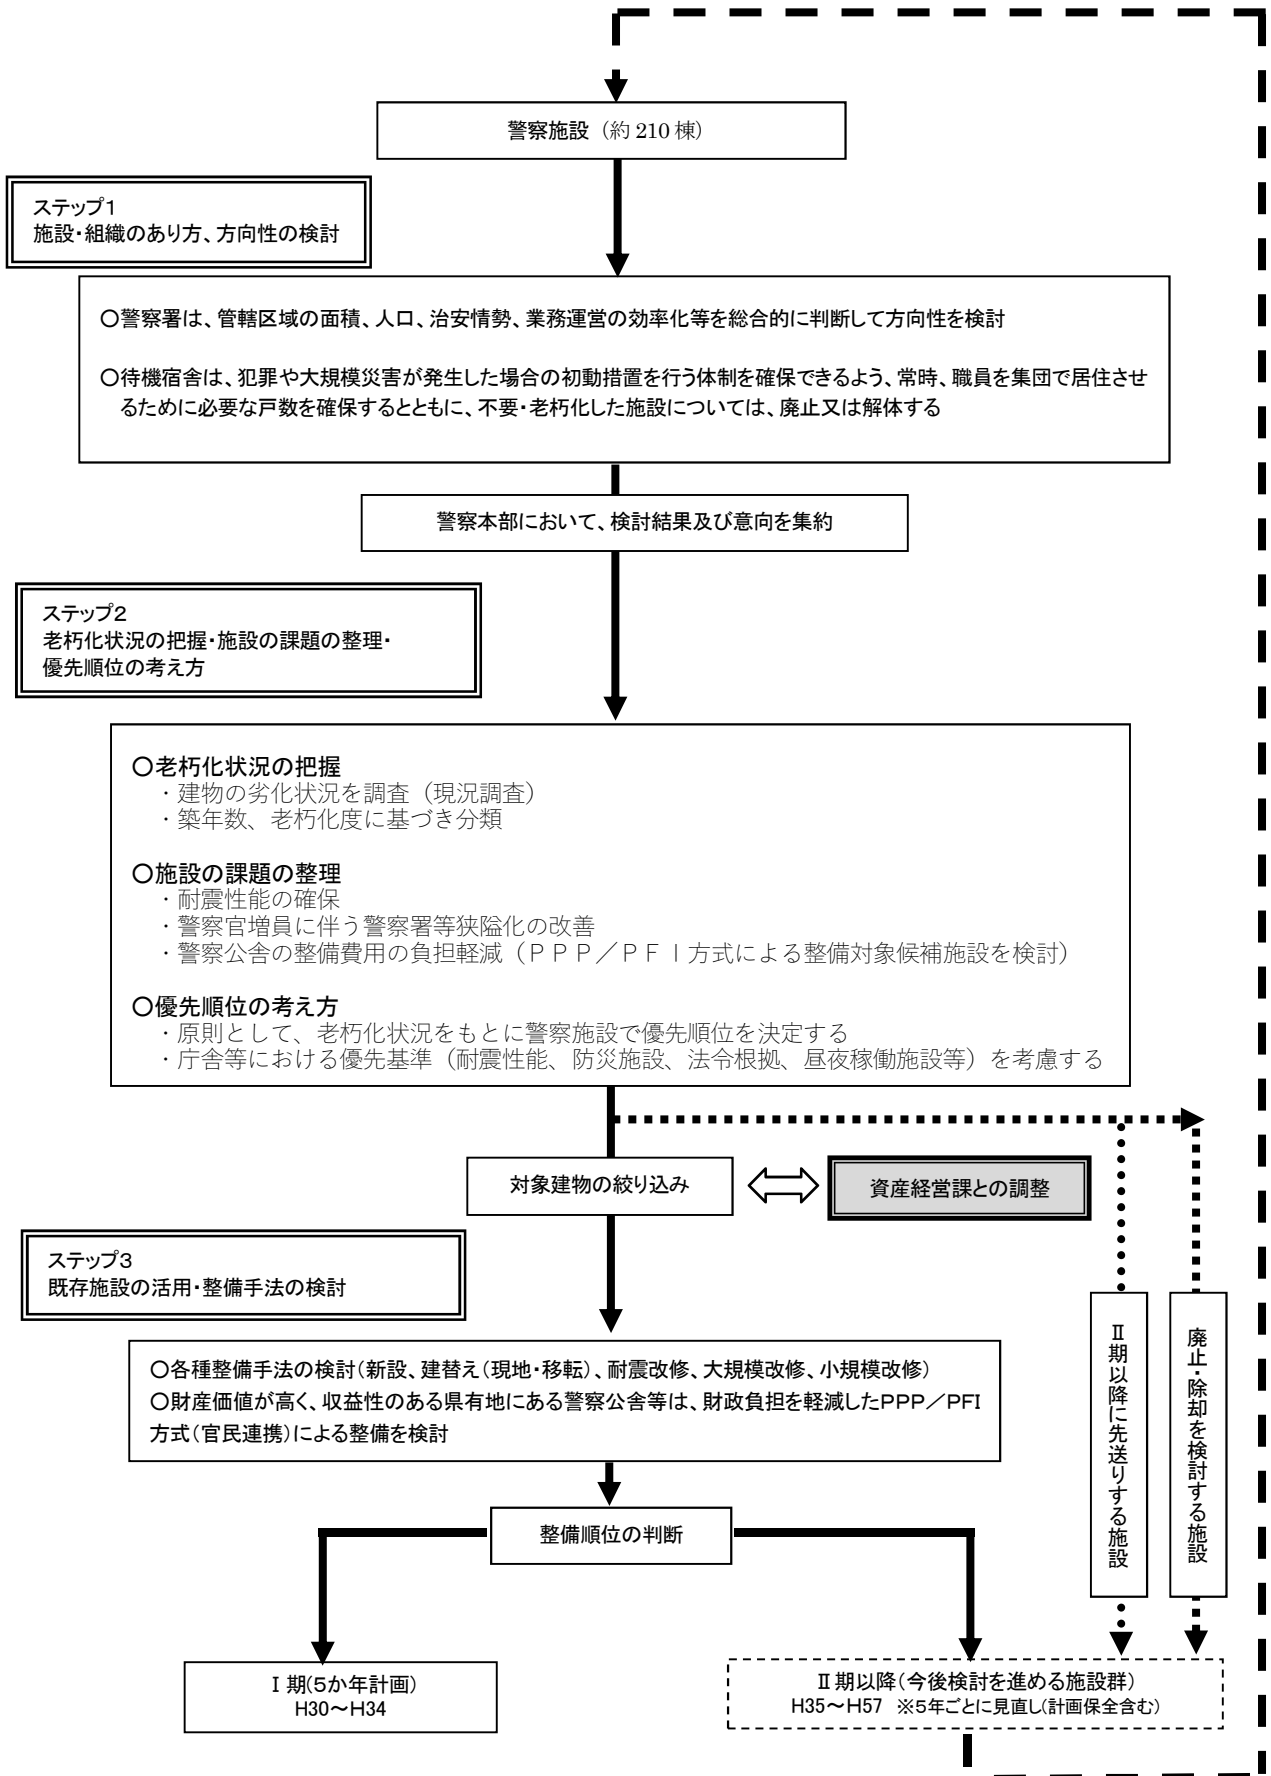 警察施設（約 210 棟）
ステップ１
施設・組織のあり方、方向性の検討
〇警察署は、管轄区域の面積、人口、治安情勢、業務運営の効率化等を総合的に判断して方向性を検討
〇待機宿舎は、犯罪や大規模災害が発生した場合の初動措置を行う体制を確保できるよう、常時、職員を集団で居住させ
るために必要な戸数を確保するとともに、不要・老朽化した施設については、廃止又は解体する
警察本部において、検討結果及び意向を集約
ステップ２
老朽化状況の把握・施設の課題の整理・
優先順位の考え方
〇老朽化状況の把握
・建物の劣化状況を調査（現況調査）
・築年数、老朽化度に基づき分類
〇施設の課題の整理
・耐震性能の確保
・警察官増員に伴う警察署等狭隘化の改善
・警察公舎の整備費用の負担軽減（ＰＰＰ／ＰＦＩ方式による整備対象候補施設を検討）
〇優先順位の考え方
・原則として、老朽化状況をもとに警察施設で優先順位を決定する
・庁舎等における優先基準（耐震性能、防災施設、法令根拠、昼夜稼働施設等）を考慮する
対象建物の絞り込み
資産経営課との調整
ステップ３
既存施設の活用・整備手法の検討
〇各種整備手法の検討（新設、建替え（現地・移転）、耐震改修、大規模改修、小規模改修）
〇財産価値が高く、収益性のある県有地にある警察公舎等は、財政負担を軽減したPPP／PFI
方式（官民連携）による整備を検討
Ⅱ期以降に先送りする施設
廃止・除却を検討する施設
整備順位の判断
Ⅰ期（５か年計画）
H30～H34
Ⅱ期以降（今後検討を進める施設群）
H35～H57 ※５年ごとに見直し（計画保全含む）